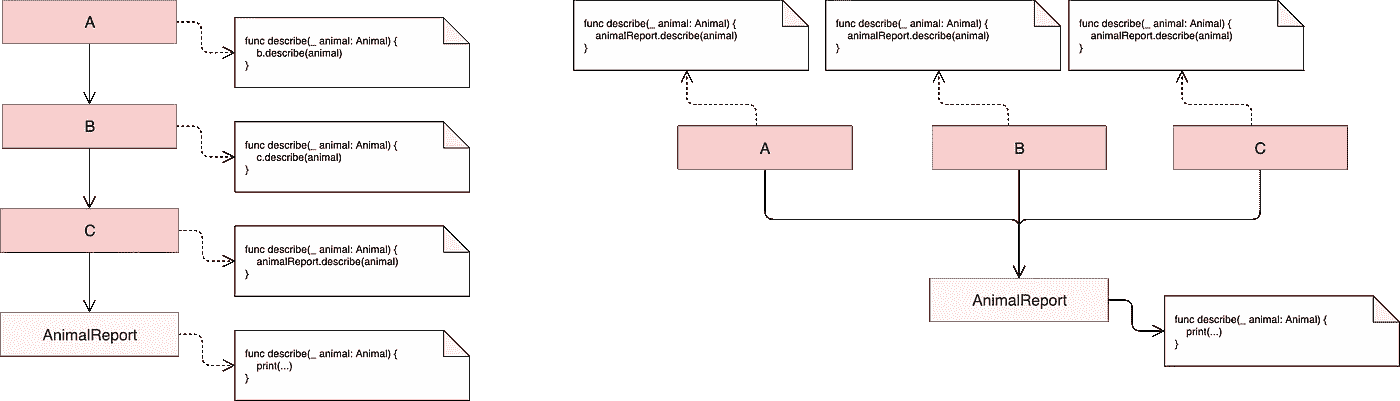 A
func describe(_ animal: Animal) {
b.describe(animal)
}
B
func describe(_ animal: Animal) {
c.describe(animal)
}
C
func describe(_ animal: Animal) {
animalReport.describe(animal)
}
AnimalReport
func describe(_ animal: Animal) {
print(...)
}
func describe(_ animal: Animal) {
animalReport.describe(animal)
}
func describe(_ animal: Animal) {
animalReport.describe(animal)
}
func describe(_ animal: Animal) {
animalReport.describe(animal)
}
A
B
C
AnimalReport
func describe(_ animal: Animal) {
print(...)
}